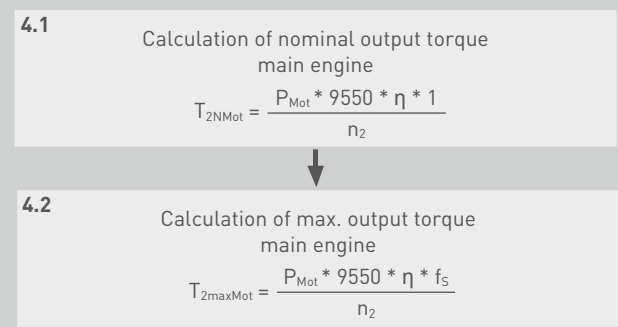 4.1
Calculation of nominal output torque
main engine
T2NMot = PMot * 9550 * η * 1
n2
4.2
Calculation of max. output torque
main engine
T2maxMot = PMot * 9550 * η * fS
n2